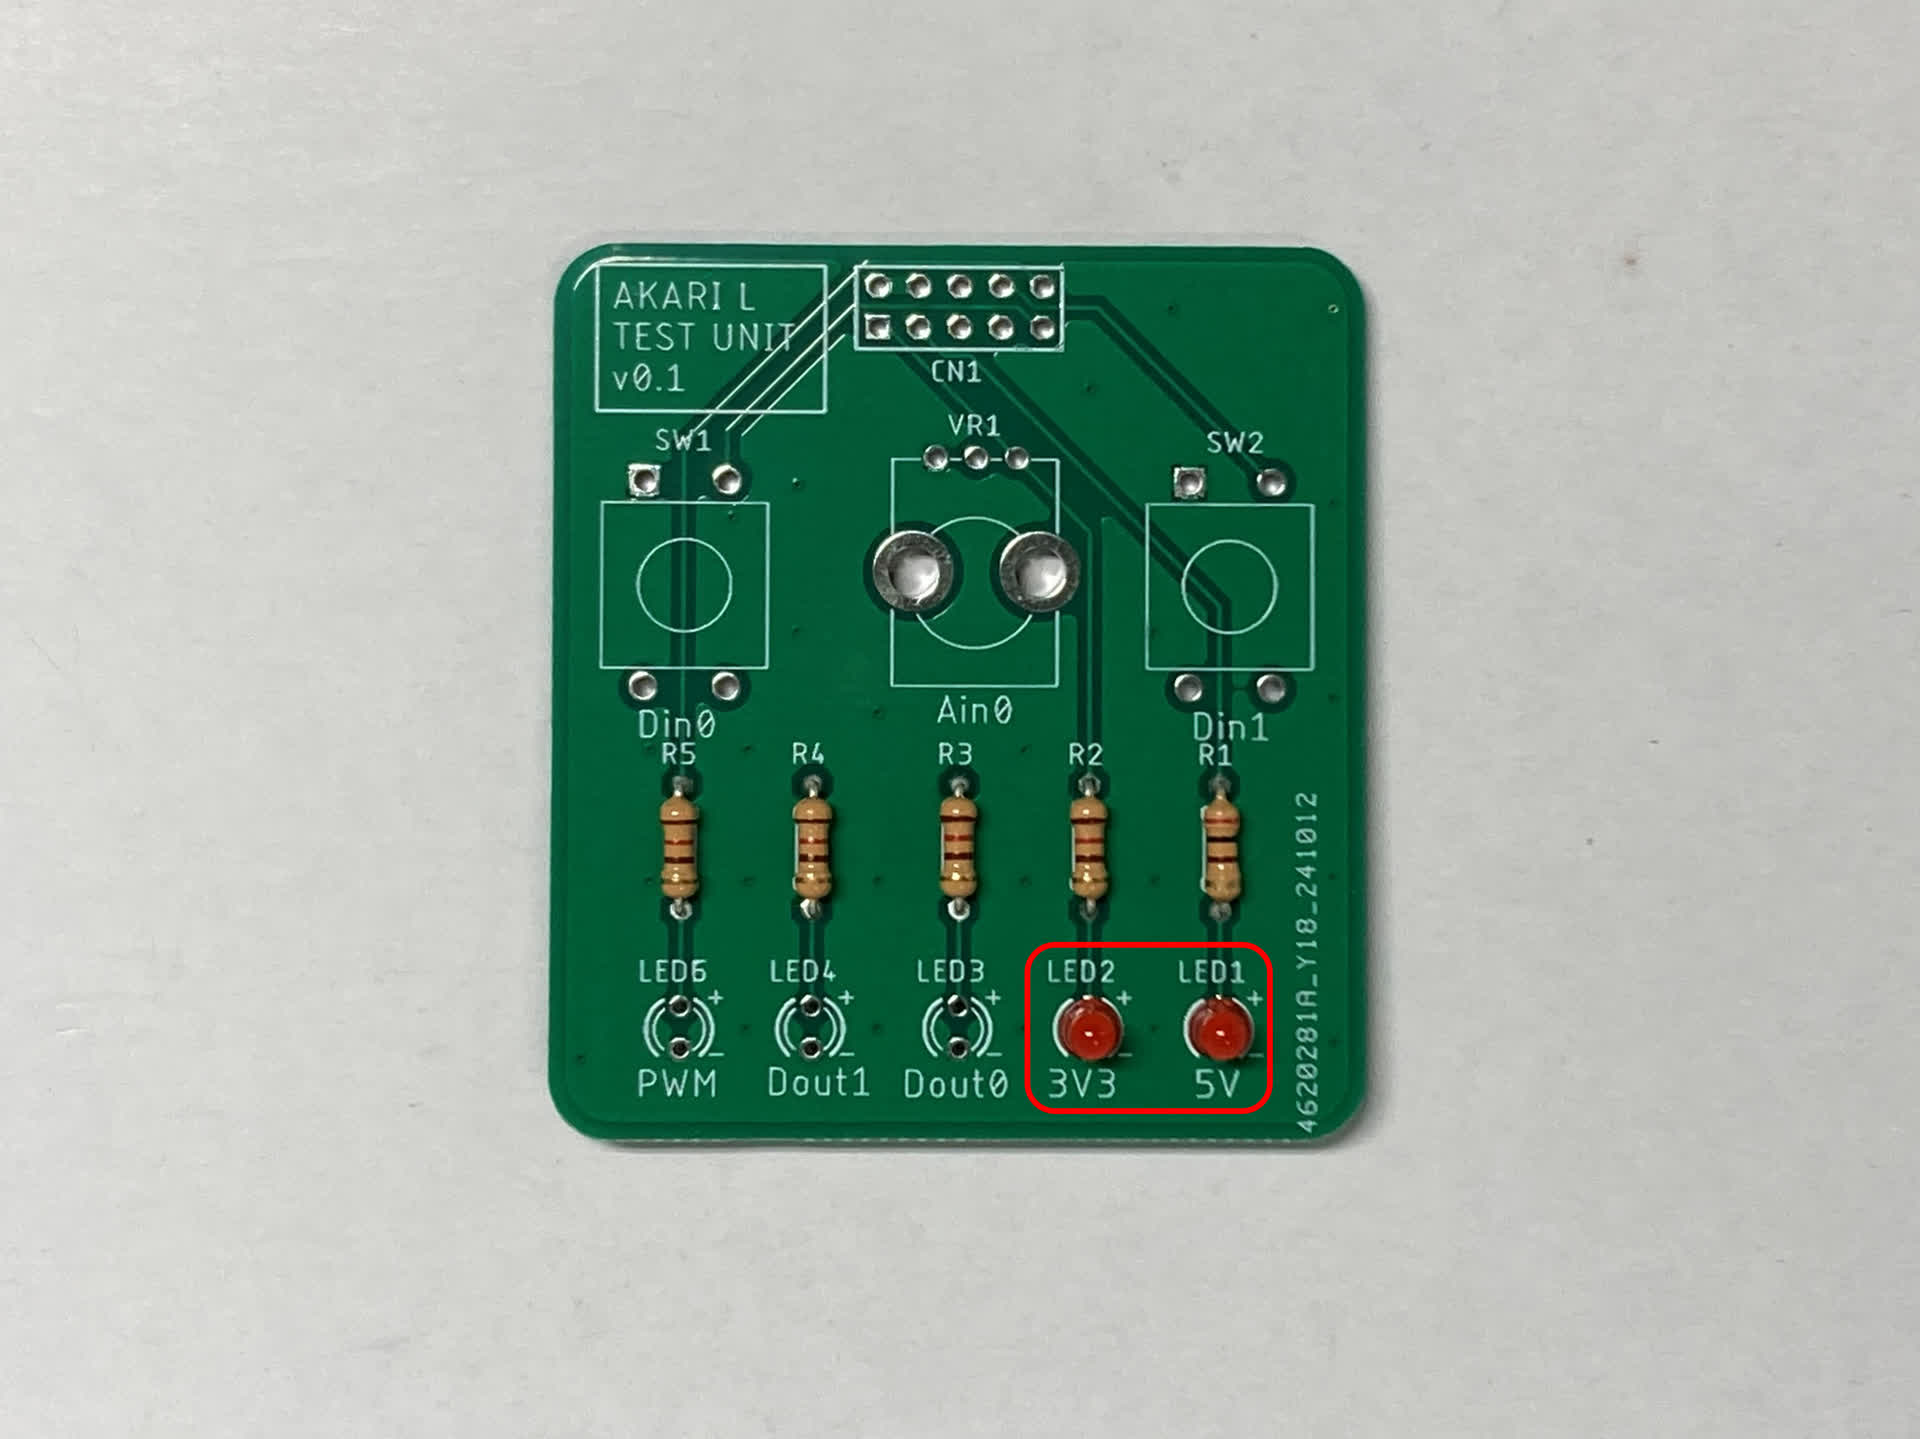 AKARI L
TEST UNIT
v0.1
CN1
VR1
SW1
SW2
Din0
Ain0
Din1
R5
R4
R3
R2
R1
LED5
LED4
LED3
LED2
LED1
+
+
+
+
+
-
-
-
-
-
PWM
Dout1
Dout0
3V3
5V
4620281A_Y18_241012